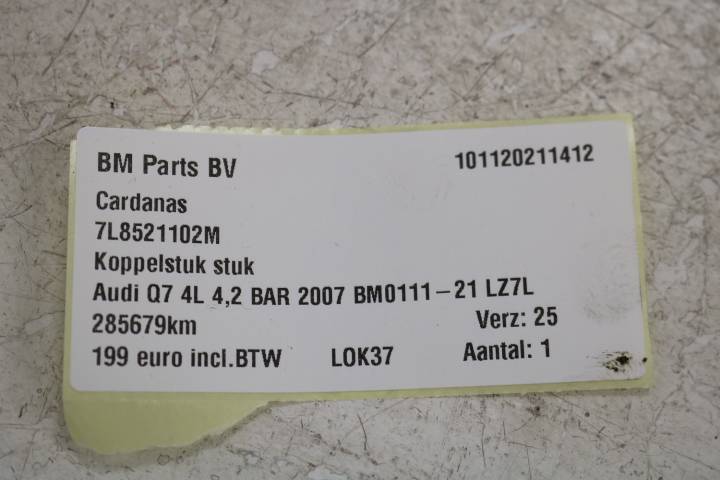 BM Parts BV 101120211412
Cardanas
7L8521102M
Koppelstuk stuk
Audi Q7 4L 4,2 BAR 2007 BM0111-21 LZ7L
285679km Verz: 25
199 euro incl.BTW LOK37 Aantal: 1